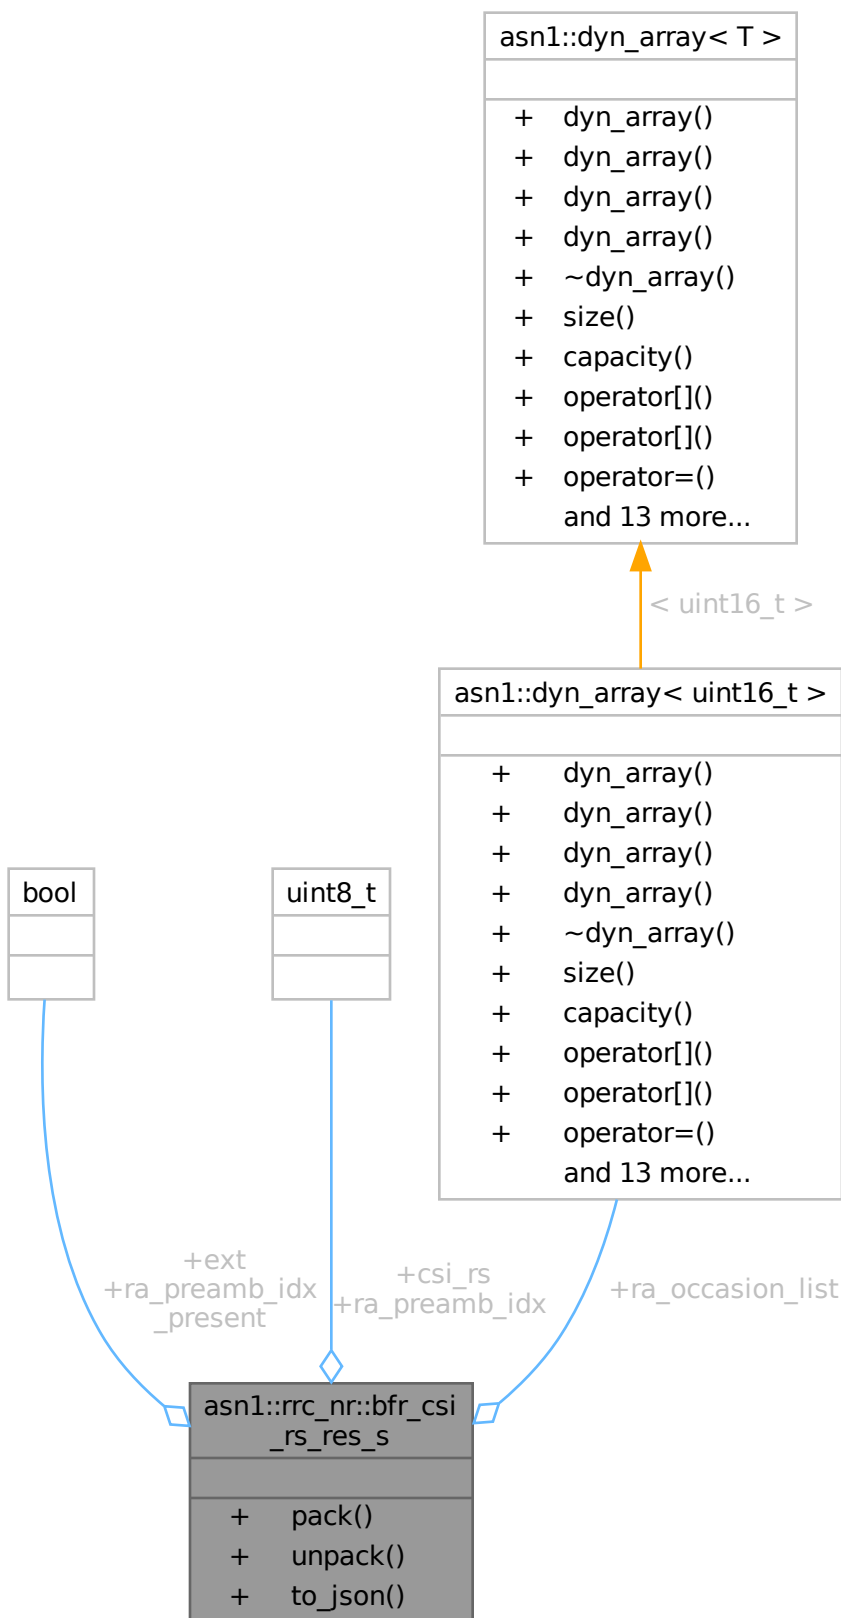 asn1::dyn_array< T >
+ dyn_array()
+ dyn_array()
+ dyn_array()
+ dyn_array()
+ ~dyn_array()
+ size()
+ capacity()
+ operator[]()
+ operator[]()
+ operator=()
and 13 more...
< uint16_t >
asn1::dyn_array< uint16_t >
+ dyn_array()
+ dyn_array()
+ dyn_array()
+ dyn_array()
+ ~dyn_array()
+ size()
+ capacity()
+ operator[]()
+ operator[]()
+ operator=()
and 13 more...
bool
uint8_t
+ext
+ra_preamb_idx
_present
+csi_rs
+ra_preamb_idx
+ra_occasion_list
asn1::rrc_nr::bfr_csi
_rs_res_s
+ pack()
+ unpack()
+ to_json()